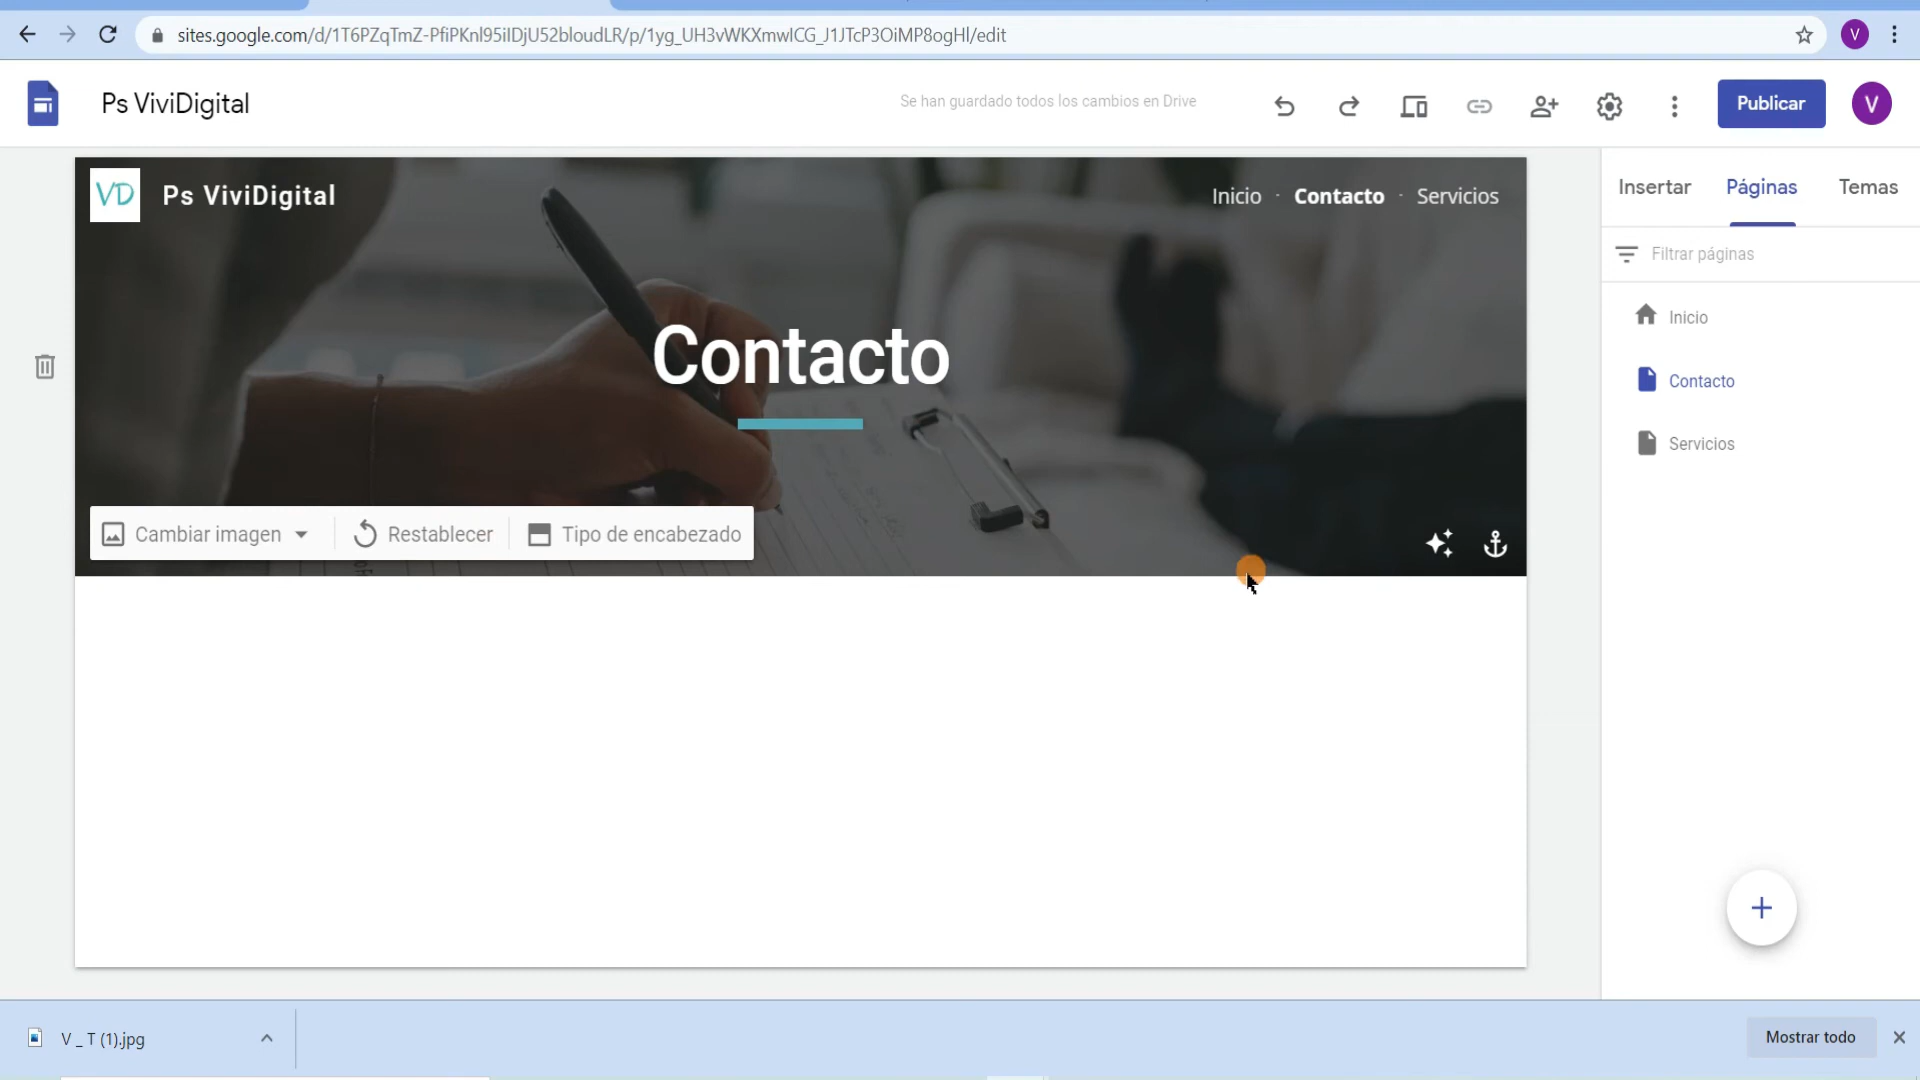 sites.google.com/d/1T6PZqTmZ-PfiPKnl95ilDjU52bloudLR/p/1yg_UH3vWKXmwlCG_J1JTcP3OiMP8ogHl/edit
V
Ps ViviDigital
Se han guardado todos los cambios en Drive
Publicar
V
VD
Ps ViviDigital
Inicio · Contacto · Servicios
Insertar
Páginas
Temas
Filtrar páginas
Inicio
Contacto
Contacto
Servicios
Cambiar imagen
Restablecer
Tipo de encabezado
V _ T (1).jpg
Mostrar todo